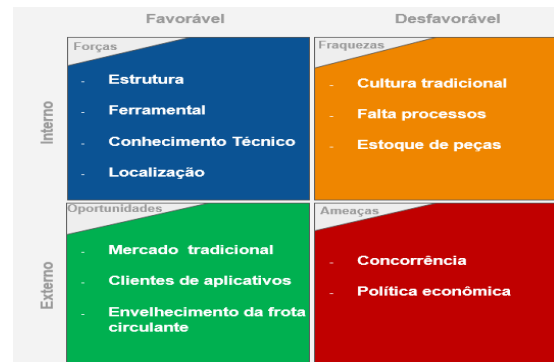 Favorável
Desfavorável
Interno
Forças
- Estrutura
- Ferramental
- Conhecimento Técnico
- Localização
Fraquezas
- Cultura tradicional
- Falta processos
- Estoque de peças
Externo
Oportunidades
- Mercado tradicional
- Clientes de aplicativos
- Envelhecimento da frota
circulante
Ameaças
- Concorrência
- Política econômica